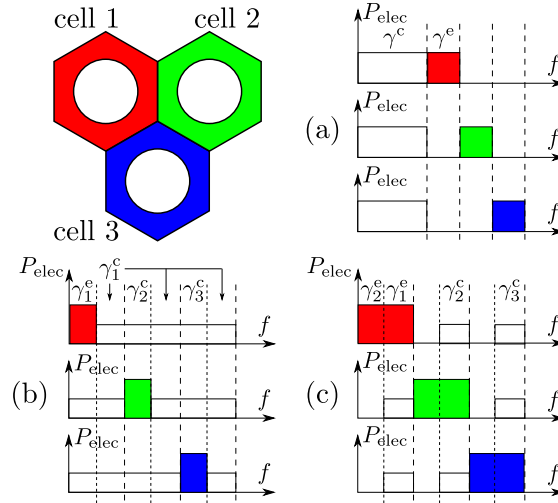 cell 1 cell 2
cell 3
P_elec
γ^c γ^e
f
(a)
P_elec
f
P_elec
f
P_elec
γ_1^e γ_1^c γ_2^c γ_3^c
f
(b)
P_elec
f
P_elec
f
P_elec
γ_2^e γ_1^e γ_2^c γ_3^c
f
(c)
P_elec
f
P_elec
f